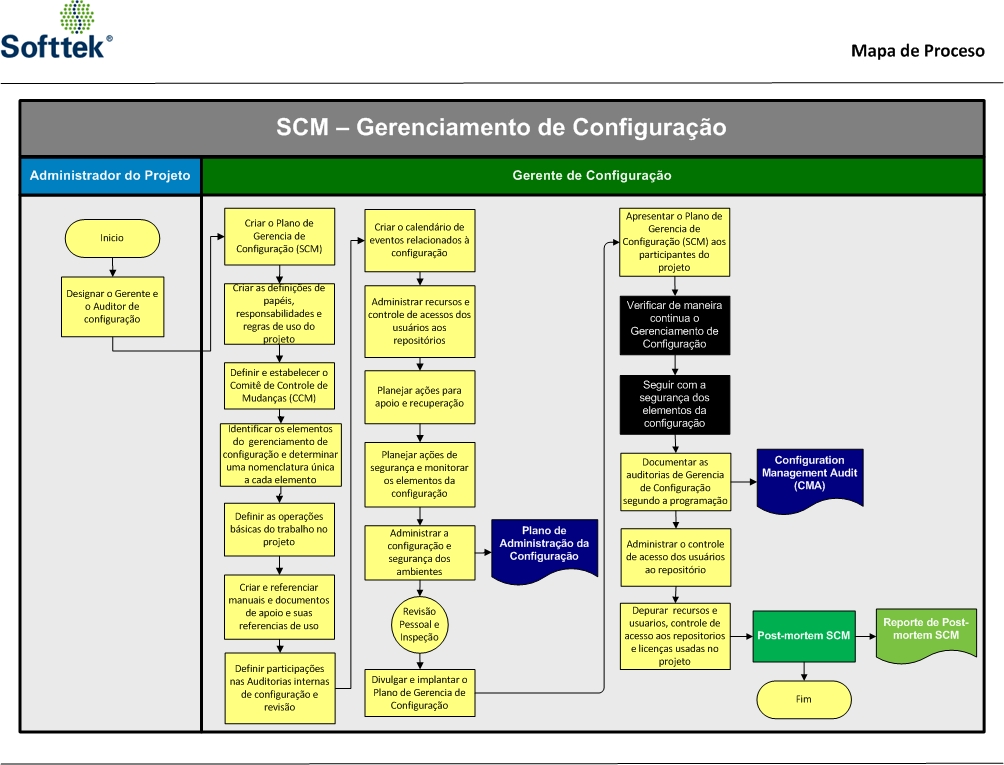 Softtek®
Mapa de Proceso
SCM – Gerenciamento de Configuração
Administrador do Projeto
Gerente de Configuração
Inicio
Designar o Gerente e
o Auditor de
configuração
Criar o Plano de
Gerencia de
Configuração (SCM)
Criar as definições de
papéis,
responsabilidades e
regras de uso do
projeto
Definir e estabelecer o
Comitê de Controle de
Mudanças (CCM)
Identificar os elementos
do gerenciamento de
configuração e determinar
uma nomenclatura única
a cada elemento
Definir as operações
básicas do trabalho no
projeto
Criar e referenciar
manuais e documentos
de apoio e suas
referencias de uso
Definir participações
nas Auditorias internas
de configuração e
revisão
Criar o calendário de
eventos relacionados à
configuração
Administrar recursos e
controle de acessos dos
usuários aos
repositórios
Planejar ações para
apoio e recuperação
Planejar ações de
segurança e monitorar
os elementos da
configuração
Administrar a
configuração e
segurança dos
ambientes
Plano de
Administração da
Configuração
Revisão
Pessoal e
Inspeção
Divulgar e implantar o
Plano de Gerencia de
Configuração
Apresentar o Plano de
Gerencia de
Configuração (SCM) aos
participantes do
projeto
Verificar de maneira
continua o
Gerenciamento de
Configuração
Seguir com a
segurança dos
elementos da
configuração
Documentar as
auditorias de Gerencia
de Configuração
segundo a programação
Configuration
Management Audit
(CMA)
Administrar o controle
de acesso dos usuários
ao repositório
Depurar recursos e
usuarios, controle de
acesso aos repositorios
e licenças usadas no
projeto
Post-mortem SCM
Reporte de Post-
mortem SCM
Fim